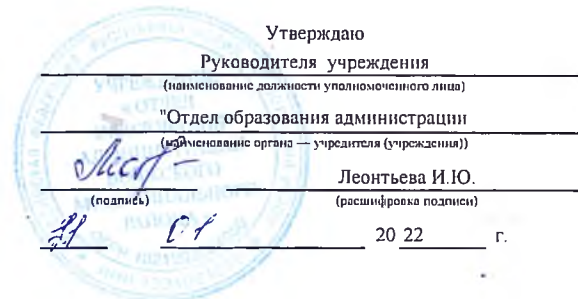 Утверждаю
Руководителя учреждения
(наименование должности уполномоченного лица)
"Отдел образования администрации
(наименование органа — учредителя (учреждения))
Леонтьева И.Ю.
(подпись) (расшифровка подписи)
01 20 22 г.